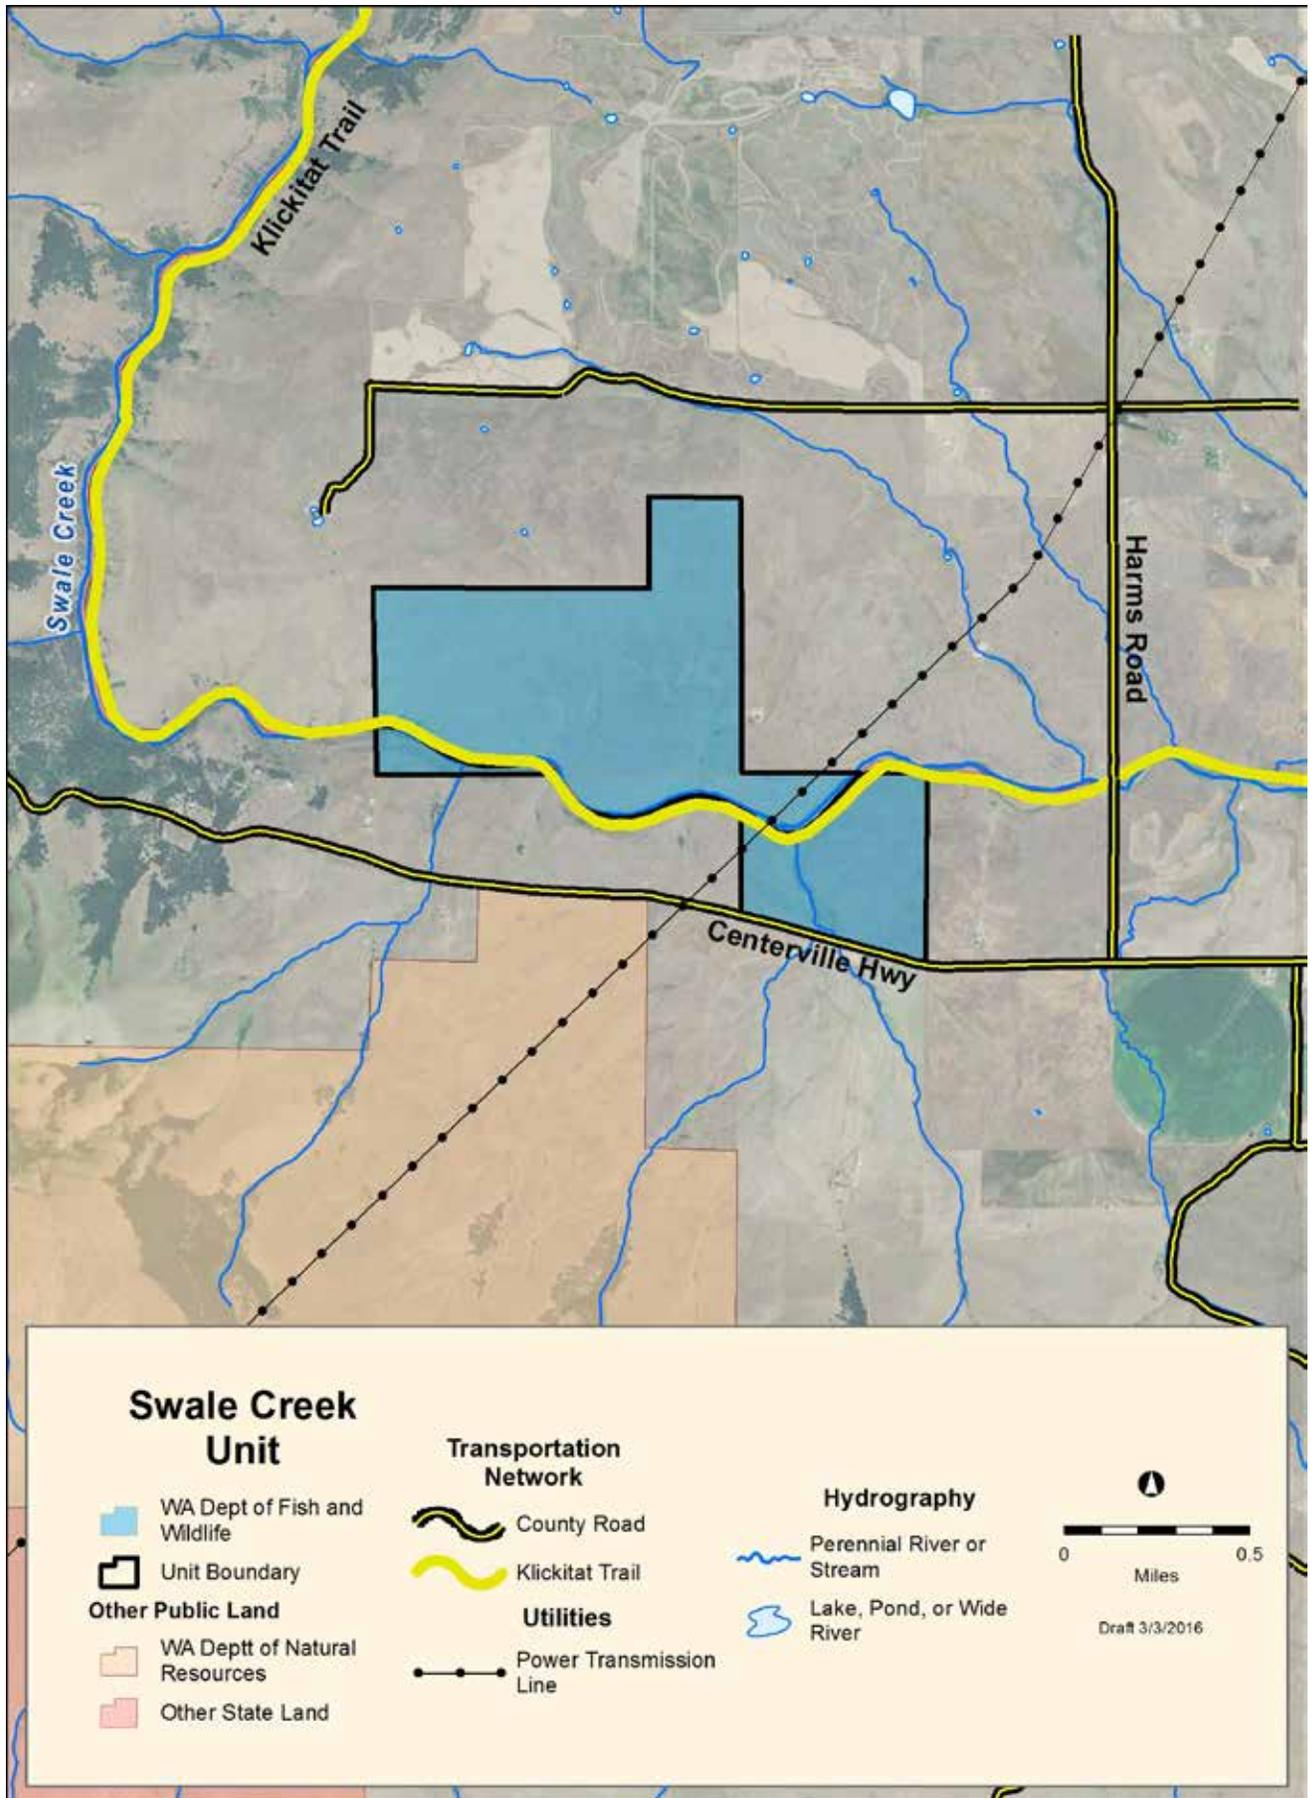 Klickitat Trail
Swale Creek
Harms Road
Centerville Hwy
Swale Creek
Unit
WA Dept of Fish and
Wildlife
Unit Boundary
Other Public Land
WA Deptt of Natural
Resources
Other State Land
Transportation
Network
County Road
Klickitat Trail
Utilities
Power Transmission
Line
Hydrography
Perennial River or
Stream
Lake, Pond, or Wide
River
0 0.5
Miles
Draft 3/3/2016